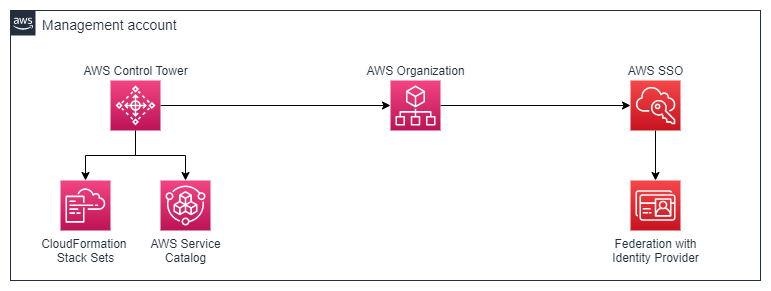 aws
Management account
AWS Control Tower
AWS Organization
AWS SSO
CloudFormation
Stack Sets
AWS Service
Catalog
Federation with
Identity Provider